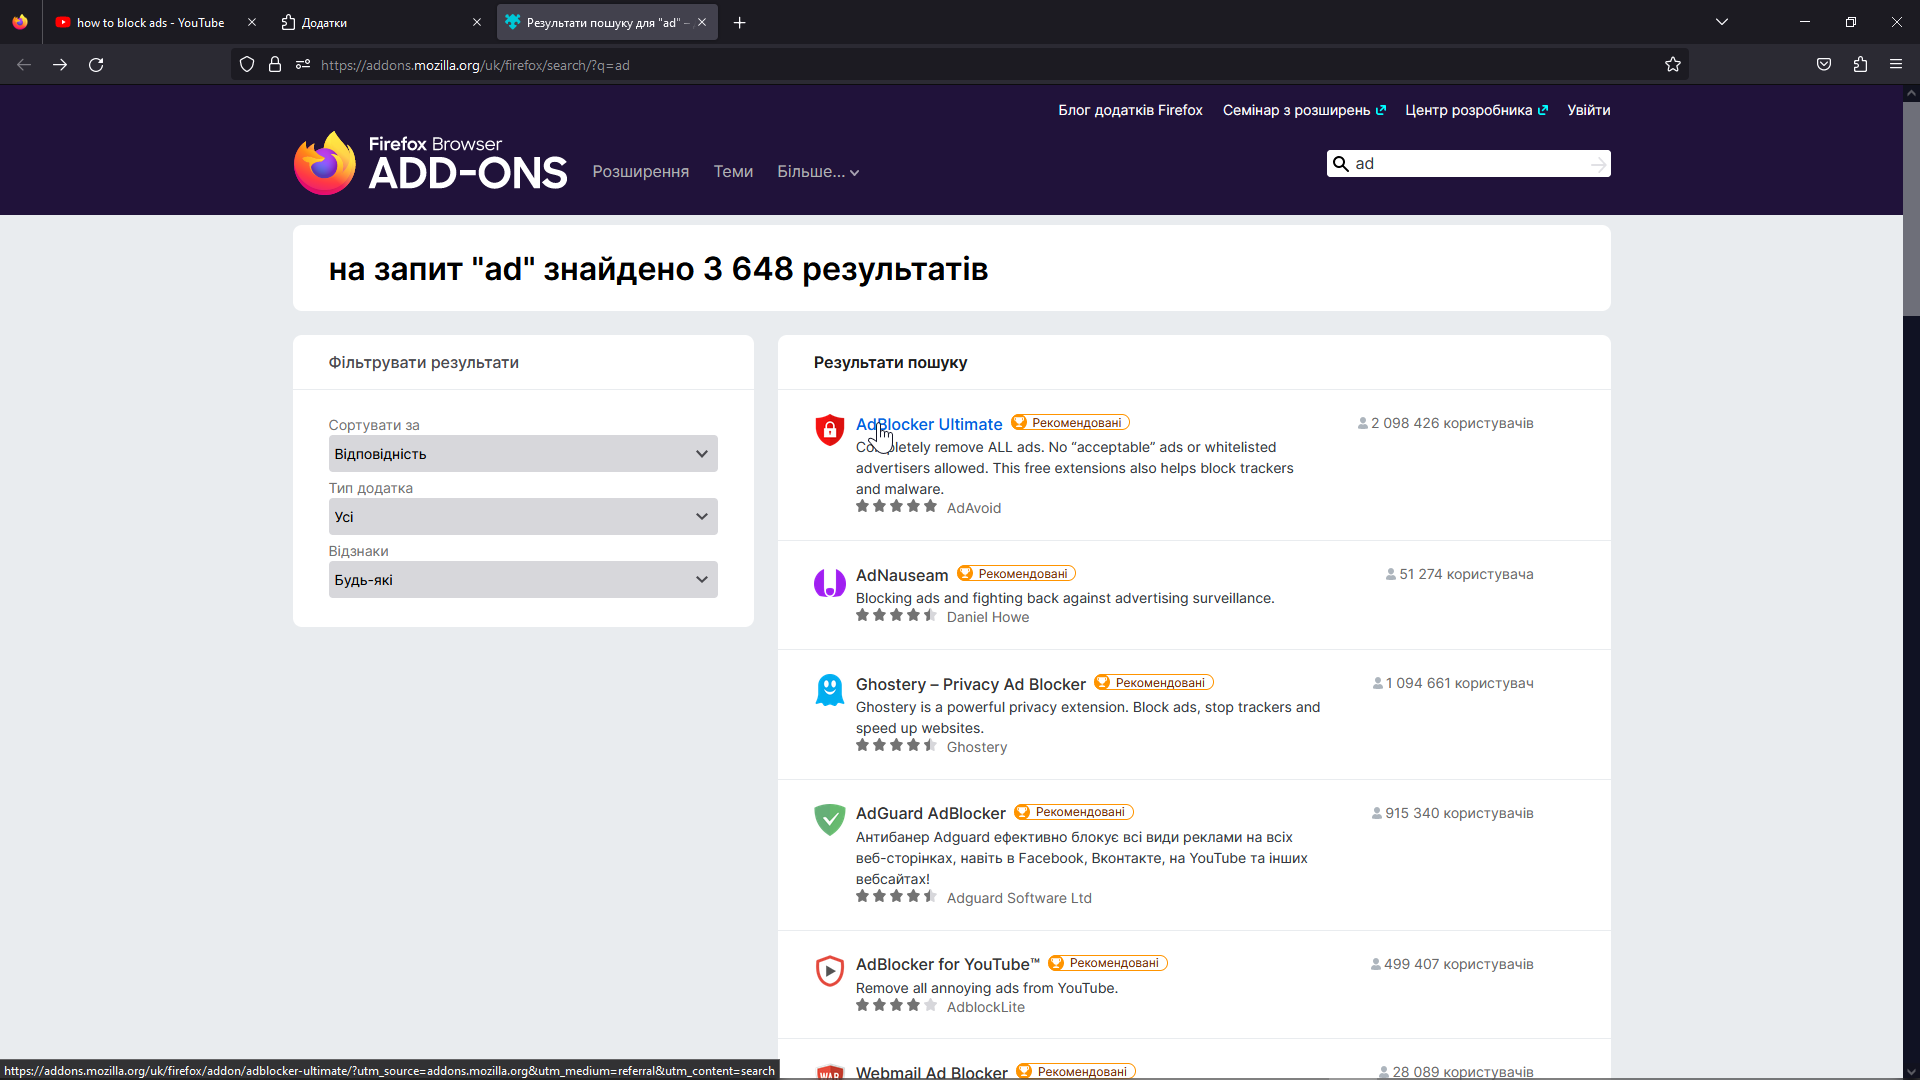 how to block ads - YouTube
Додатки
Результати пошуку для "ad" –
https://addons.mozilla.org/uk/firefox/search/?q=ad
Блог додатків Firefox
Семінар з розширень
Центр розробника
Увійти
Firefox Browser
ADD-ONS
Розширення
Теми
Більше...
ad
на запит "ad" знайдено 3 648 результатів
Фільтрувати результати
Сортувати за
Відповідність
Тип додатка
Усі
Відзнаки
Будь-які
Результати пошуку
AdBlocker Ultimate Рекомендовані 2 098 426 користувачів
Completely remove ALL ads. No “acceptable” ads or whitelisted
advertisers allowed. This free extensions also helps block trackers
and malware.
AdAvoid
AdNauseam Рекомендовані 51 274 користувача
Blocking ads and fighting back against advertising surveillance.
Daniel Howe
Ghostery – Privacy Ad Blocker Рекомендовані 1 094 661 користувач
Ghostery is a powerful privacy extension. Block ads, stop trackers and
speed up websites.
Ghostery
AdGuard AdBlocker Рекомендовані 915 340 користувачів
Антибанер Adguard ефективно блокує всі види реклами на всіх
веб-сторінках, навіть в Facebook, Вконтакте, на YouTube та інших
вебсайтах!
Adguard Software Ltd
AdBlocker for YouTube™ Рекомендовані 499 407 користувачів
Remove all annoying ads from YouTube.
AdblockLite
WAR
Webmail Ad Blocker Рекомендовані 28 089 користувачів
https://addons.mozilla.org/uk/firefox/addon/adblocker-ultimate/?utm_source=addons.mozilla.org&utm_medium=referral&utm_content=search